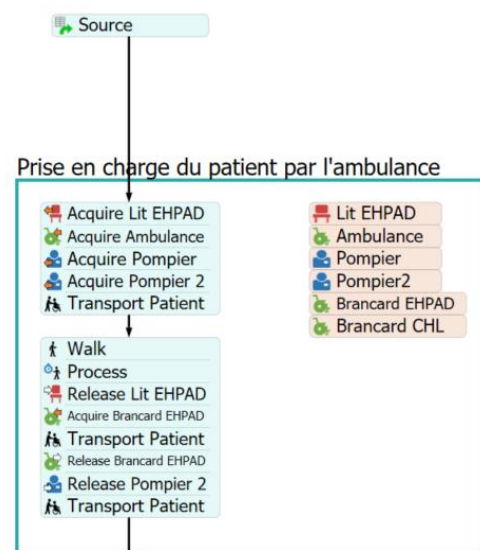 Source
Prise en charge du patient par l'ambulance
Acquire Lit EHPAD
Acquire Ambulance
Acquire Pompier
Acquire Pompier 2
Transport Patient
Lit EHPAD
Ambulance
Pompier
Pompier2
Brancard EHPAD
Brancard CHL
Walk
Process
Release Lit EHPAD
Acquire Brancard EHPAD
Transport Patient
Release Brancard EHPAD
Release Pompier 2
Transport Patient